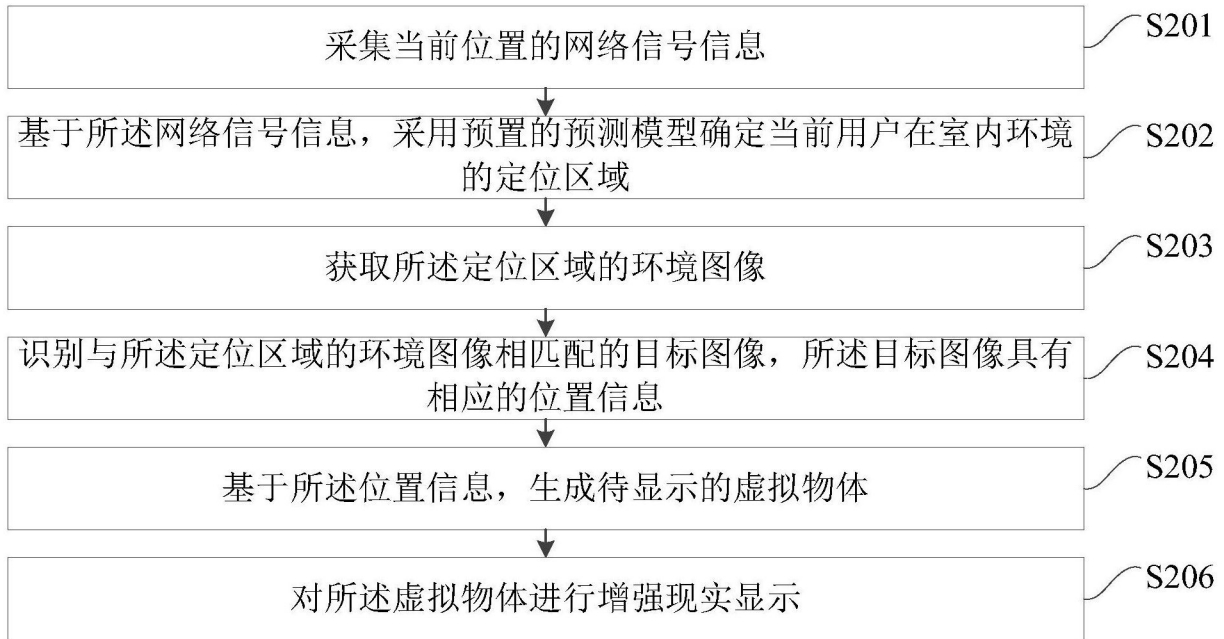 采集当前位置的网络信号信息
S201
基于所述网络信号信息，采用预置的预测模型确定当前用户在室内环境
的定位区域
S202
获取所述定位区域的环境图像
S203
识别与所述定位区域的环境图像相匹配的目标图像，所述目标图像具有
相应的位置信息
S204
基于所述位置信息，生成待显示的虚拟物体
S205
对所述虚拟物体进行增强现实显示
S206